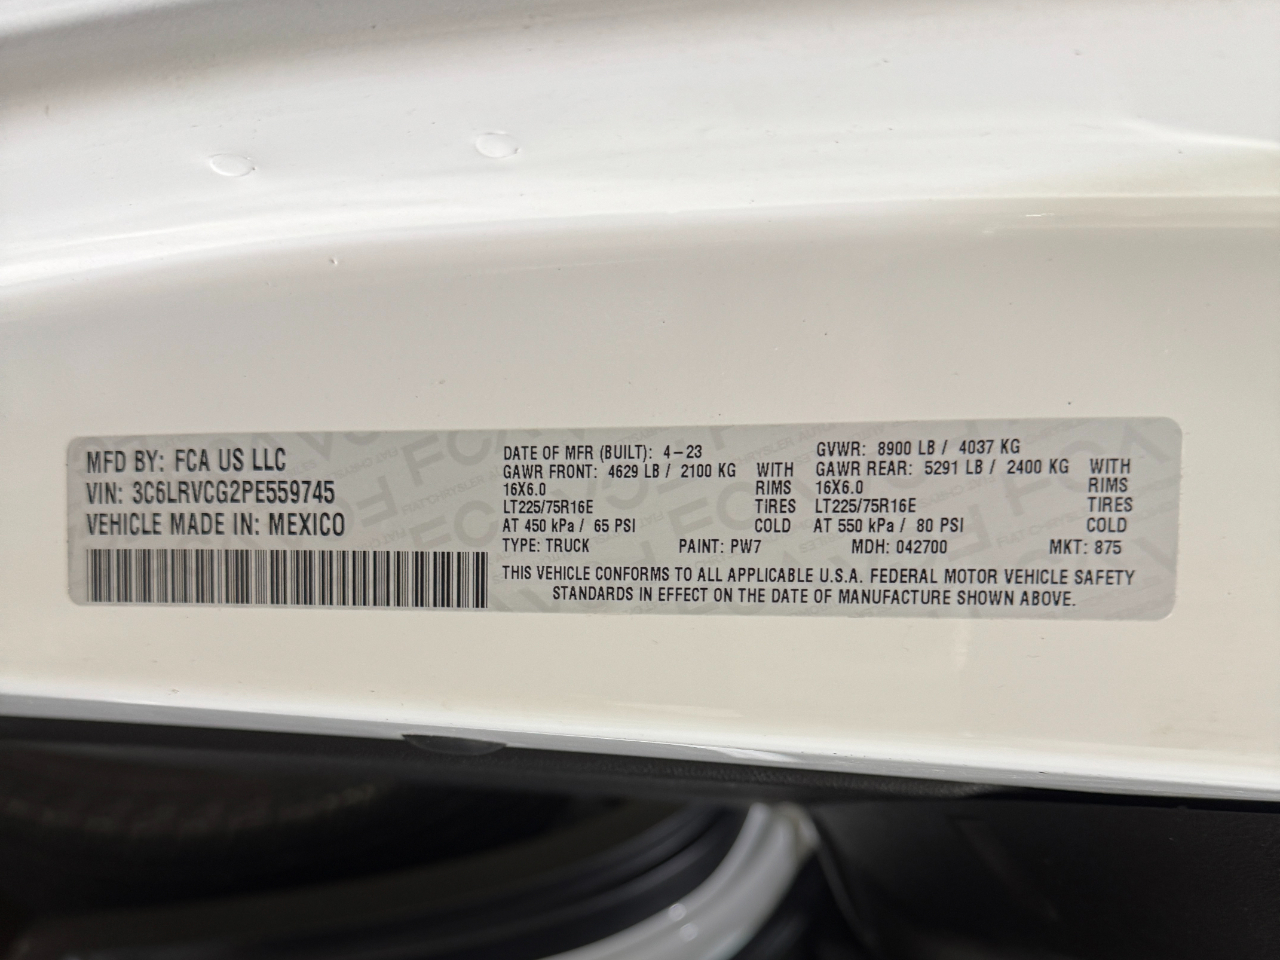 MFD BY: FCA US LLC
VIN: 3C6LRVCG2PE559745
VEHICLE MADE IN: MEXICO
DATE OF MFR (BUILT): 4-23
GAWR FRONT: 4629 LB / 2100 KG WITH
16X6.0 RIMS
LT225/75R16E TIRES
AT 450 kPa / 65 PSI COLD
GVWR: 8900 LB / 4037 KG
GAWR REAR: 5291 LB / 2400 KG WITH
16X6.0 RIMS
LT225/75R16E TIRES
AT 550 kPa / 80 PSI COLD
TYPE: TRUCK PAINT: PW7 MDH: 042700 MKT: 875
THIS VEHICLE CONFORMS TO ALL APPLICABLE U.S.A. FEDERAL MOTOR VEHICLE SAFETY
STANDARDS IN EFFECT ON THE DATE OF MANUFACTURE SHOWN ABOVE.